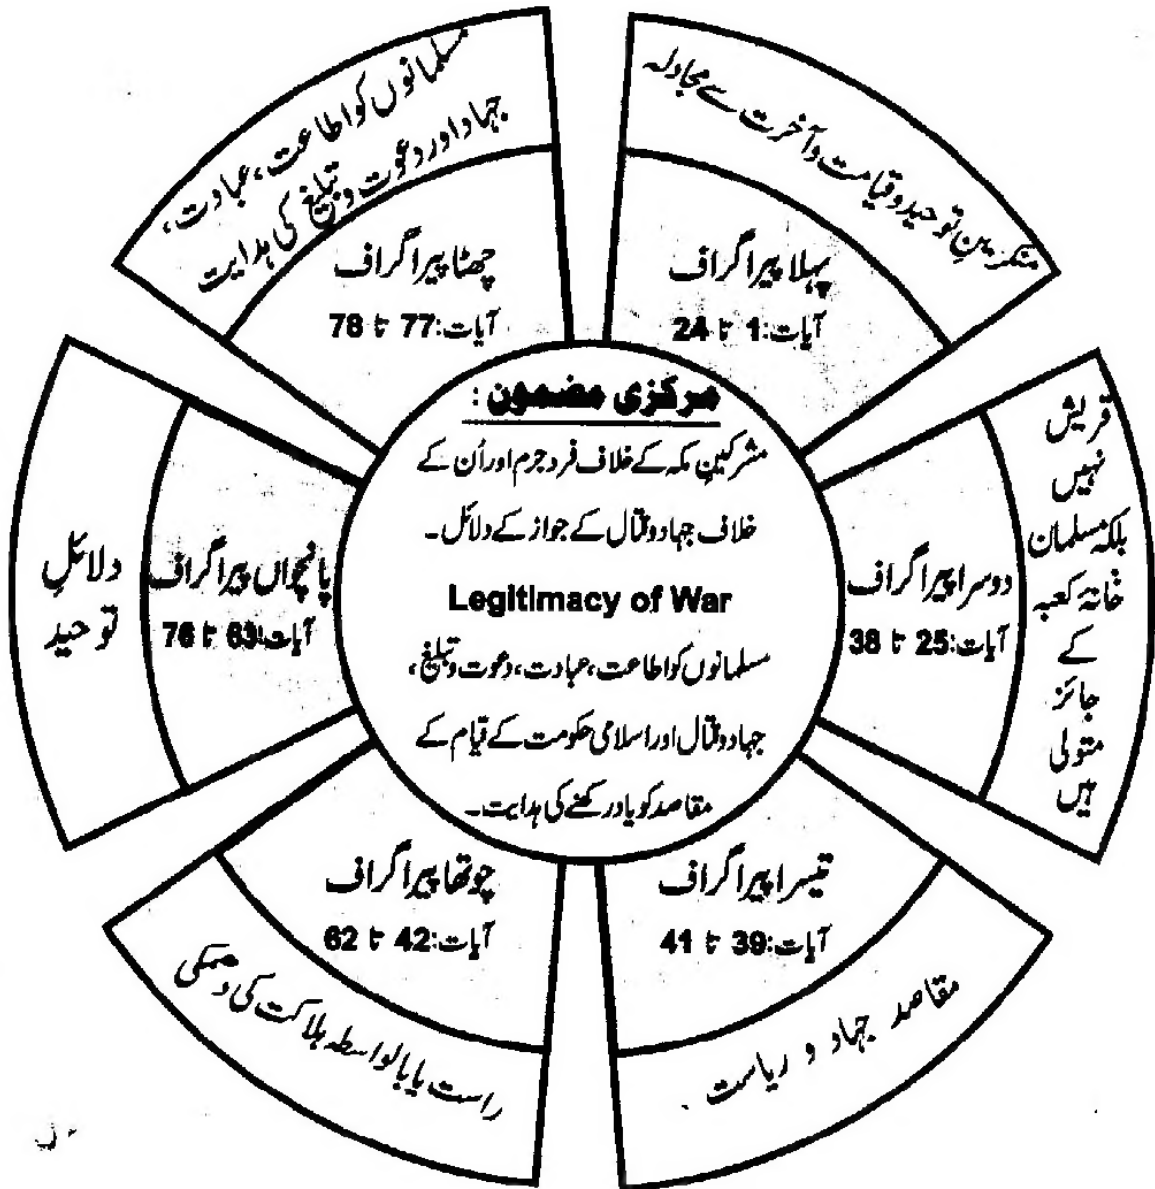 مرکزی مضمون :
مشرکینِ مکہ کے خلاف فردِ جرم اور اُن کے
خلاف جہاد و قتال کے جواز کے دلائل۔
Legitimacy of War
مسلمانوں کو اطاعت، عبادت، دعوت و تبلیغ،
جہاد و قتال اور اسلامی حکومت کے قیام کے
مقاصد کو یاد رکھنے کی ہدایت۔
منکرینِ توحید و قیامت و آخرت سے مجادلہ
پہلا پیراگراف
آیات: 1 تا 24
قریش
نہیں
بلکہ مسلمان
خانہ کعبہ
کے
جائز
متولی
ہیں
دوسرا پیراگراف
آیات: 25 تا 38
تیسرا پیراگراف
آیات: 39 تا 41
مقاصد جہاد و ریاست
چوتھا پیراگراف
آیات: 42 تا 62
راست یا بالواسطہ ہلاکت کی دھمکی
پانچواں پیراگراف
آیات: 63 تا 76
دلائلِ
توحید
مسلمانوں کو اطاعت، عبادت،
جہاد اور دعوت و تبلیغ کی ہدایت
چھٹا پیراگراف
آیات: 77 تا 78